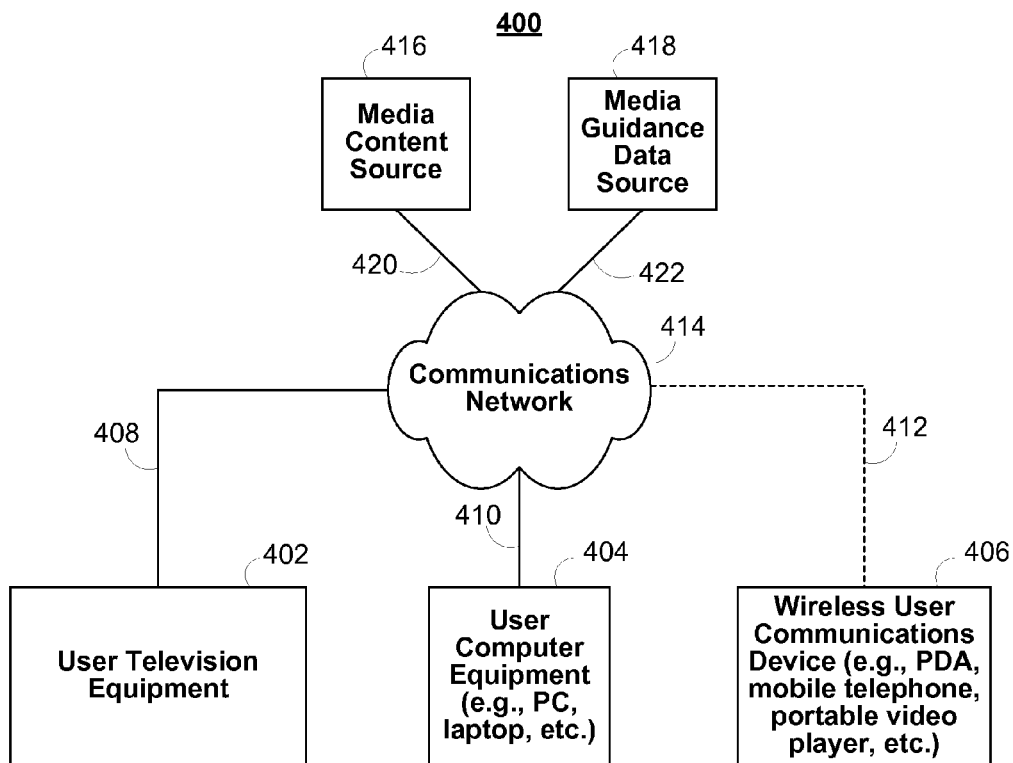 400
416
418
Media
Content
Source
Media
Guidance
Data
Source
420
422
414
Communications
Network
408
412
410
402
404
406
User Television
Equipment
User
Computer
Equipment
(e.g., PC,
laptop, etc.)
Wireless User
Communications
Device (e.g., PDA,
mobile telephone,
portable video
player, etc.)